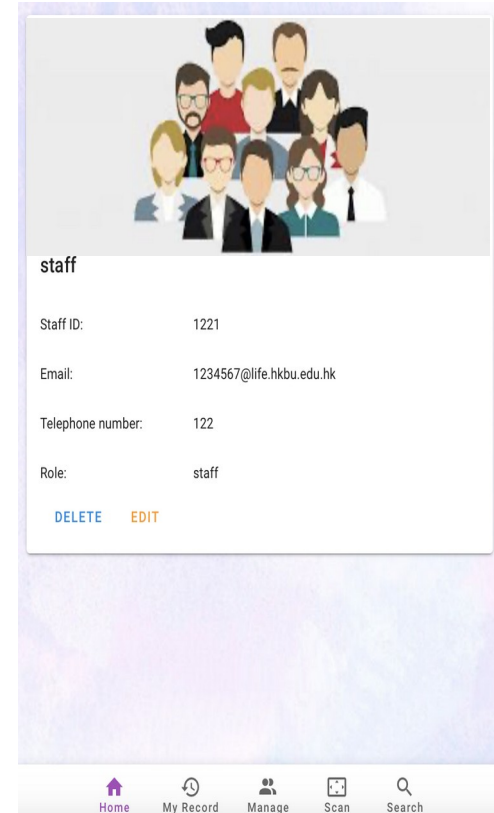 staff
Staff ID: 1221
Email: 1234567@life.hkbu.edu.hk
Telephone number: 122
Role: staff
DELETE EDIT
Home My Record Manage Scan Search